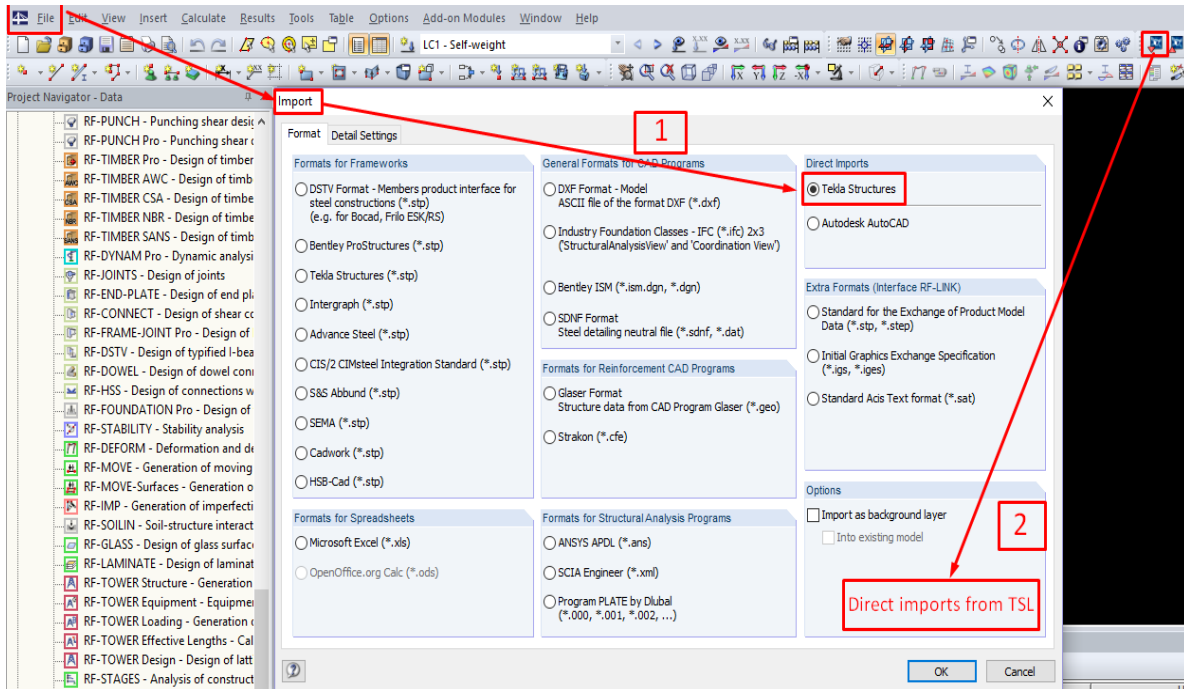 File Edit View Insert Calculate Results Tools Table Options Add-on Modules Window Help
LC1 - Self-weight
Project Navigator - Data
RF-PUNCH - Punching shear desig
RF-PUNCH Pro - Punching shear d
RF-TIMBER Pro - Design of timber
RF-TIMBER AWC - Design of timb
RF-TIMBER CSA - Design of timbe
RF-TIMBER NBR - Design of timbe
RF-TIMBER SANS - Design of timb
RF-DYNAM Pro - Dynamic analysi
RF-JOINTS - Design of joints
RF-END-PLATE - Design of end pl
RF-CONNECT - Design of shear co
RF-FRAME-JOINT Pro - Design of
RF-DSTV - Design of typified I-bea
RF-DOWEL - Design of dowel conn
RF-HSS - Design of connections w
RF-FOUNDATION Pro - Design of
RF-STABILITY - Stability analysis
RF-DEFORM - Deformation and de
RF-MOVE - Generation of moving
RF-MOVE-Surfaces - Generation o
RF-IMP - Generation of imperfecti
RF-SOILIN - Soil-structure interact
RF-GLASS - Design of glass surface
RF-LAMINATE - Design of laminat
RF-TOWER Structure - Generation
RF-TOWER Equipment - Equipme
RF-TOWER Loading - Generation o
RF-TOWER Effective Lengths - Cal
RF-TOWER Design - Design of latt
RF-STAGES - Analysis of construct
Import
Format Detail Settings
1
Formats for Frameworks
DSTV Format - Members product interface for
steel constructions (*.stp)
(e.g. for Bocad, Frilo ESK/RS)
Bentley ProStructures (*.stp)
Tekla Structures (*.stp)
Intergraph (*.stp)
Advance Steel (*.stp)
CIS/2 CIMsteel Integration Standard (*.stp)
S&S Abbund (*.stp)
SEMA (*.stp)
Cadwork (*.stp)
HSB-Cad (*.stp)
Formats for Spreadsheets
Microsoft Excel (*.xls)
OpenOffice.org Calc (*.ods)
General Formats for CAD Programs
DXF Format - Model
ASCII file of the format DXF (*.dxf)
Industry Foundation Classes - IFC (*.ifc) 2x3
('StructuralAnalysisView' and 'Coordination View')
Bentley ISM (*.ism.dgn, *.dgn)
SDNF Format
Steel detailing neutral file (*.sdnf, *.dat)
Formats for Reinforcement CAD Programs
Glaser Format
Structure data from CAD Program Glaser (*.geo)
Strakon (*.cfe)
Formats for Structural Analysis Programs
ANSYS APDL (*.ans)
SCIA Engineer (*.xml)
Program PLATE by Dlubal
(*.000, *.001, *.002, ...)
Direct Imports
Tekla Structures
Autodesk AutoCAD
Extra Formats (Interface RF-LINK)
Standard for the Exchange of Product Model
Data (*.stp, *.step)
Initial Graphics Exchange Specification
(*.igs, *.iges)
Standard Acis Text format (*.sat)
Options
Import as background layer
Into existing model
2
Direct imports from TSL
OK Cancel